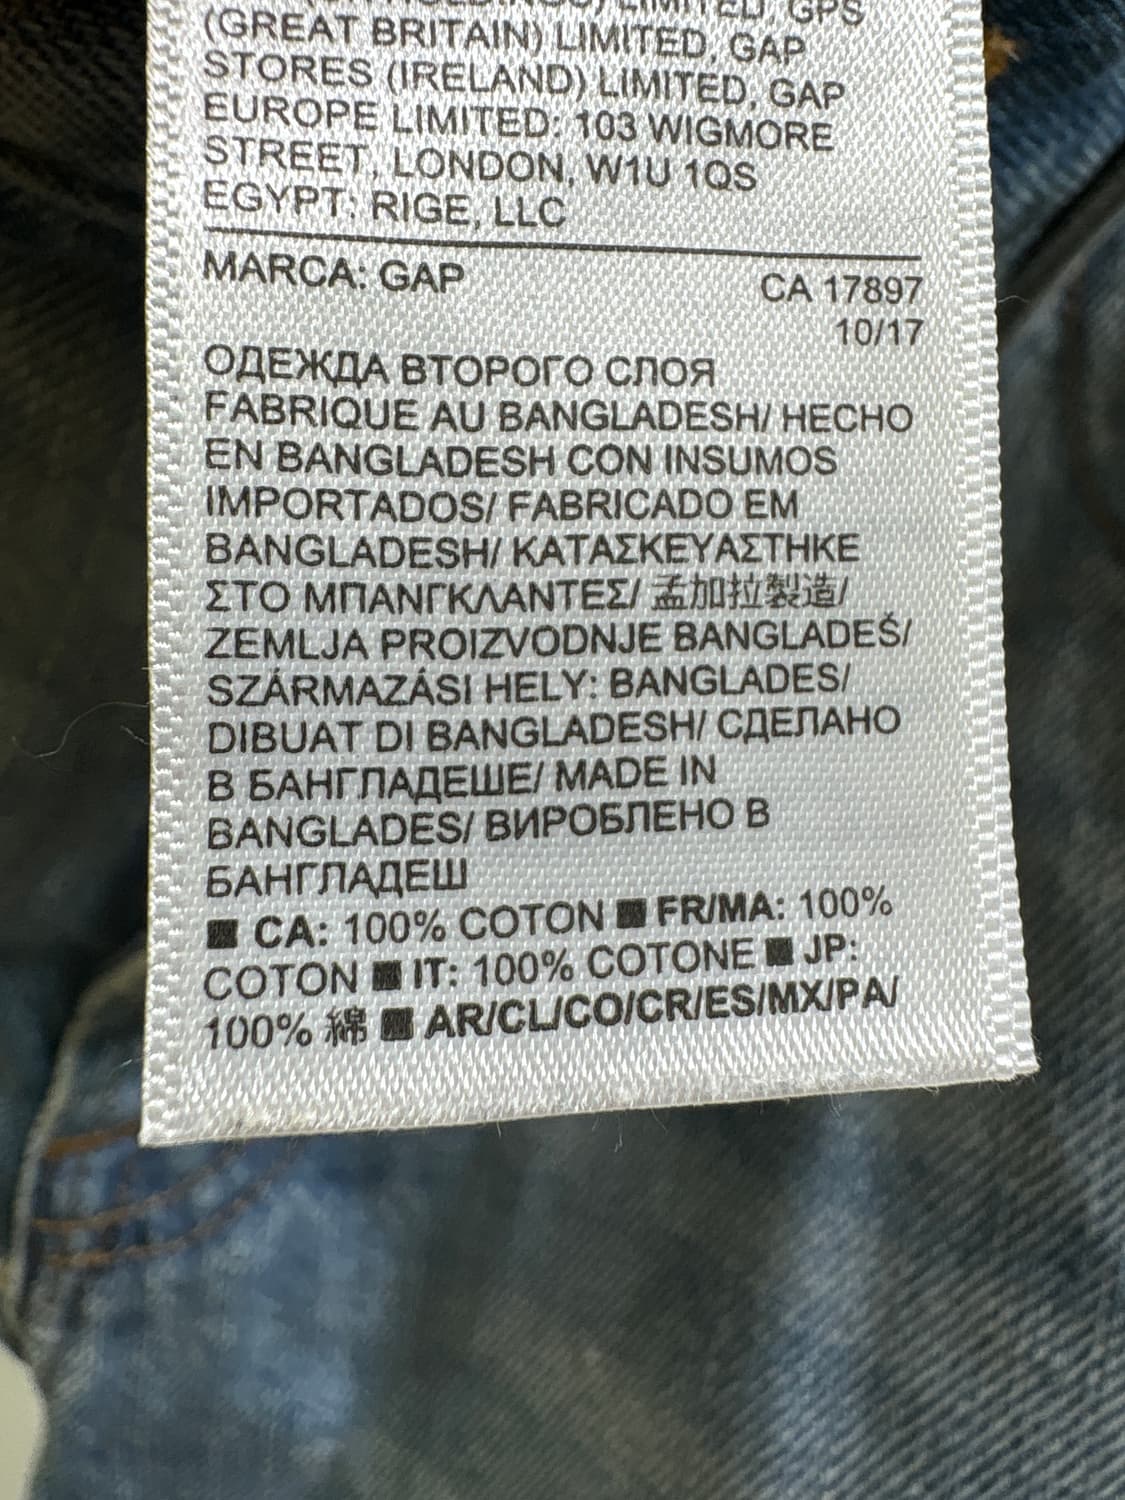 LIMITED, GPS
(GREAT BRITAIN) LIMITED, GAP
STORES (IRELAND) LIMITED, GAP
EUROPE LIMITED: 103 WIGMORE
STREET, LONDON, W1U 1QS
EGYPT: RIGE, LLC
MARCA: GAP
CA 17897
10/17
ОДЕЖДА ВТОРОГО СЛОЯ
FABRIQUE AU BANGLADESH/ HECHO
EN BANGLADESH CON INSUMOS
IMPORTADOS/ FABRICADO EM
BANGLADESH/ ΚΑΤΑΣΚΕΥΑΣΤΗΚΕ
ΣΤΟ ΜΠΑΝΓΚΛΑΝΤΕΣ/ 孟加拉製造/
ZEMLJA PROIZVODNJE BANGLADEŠ/
SZÁRMAZÁSI HELY: BANGLADES/
DIBUAT DI BANGLADESH/ СДЕЛАНО
В БАНГЛАДЕШЕ/ MADE IN
BANGLADES/ ВИРОБЛЕНО В
БАНГЛАДЕШ
■ CA: 100% COTON ■ FR/MA: 100%
COTON ■ IT: 100% COTONE ■ JP:
100% 綿 ■ AR/CL/CO/CR/ES/MX/PA/